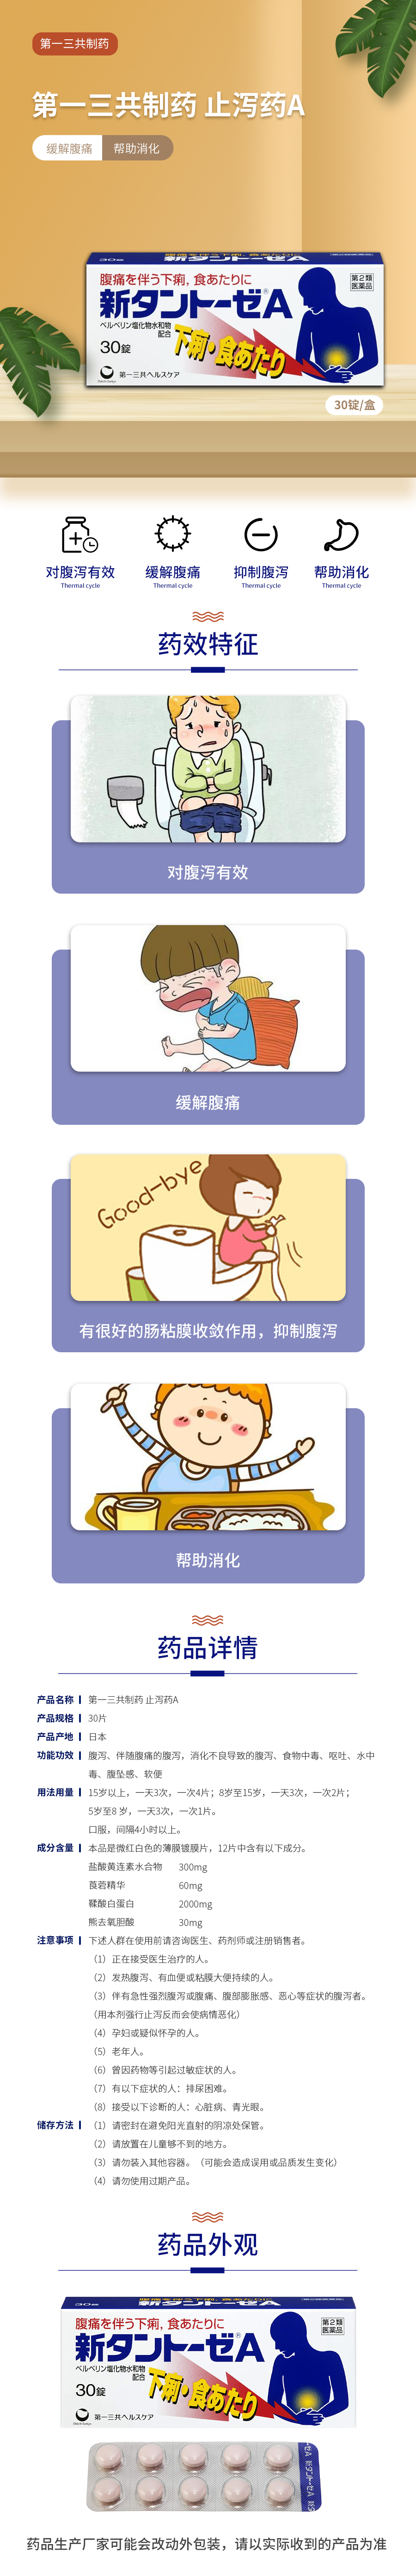 第一三共制药
第一三共制药 止泻药A
缓解腹痛 帮助消化
30錠
腹痛を伴う下痢, 食あたりに
新タントーゼA
第2類
医薬品
ベルベリン塩化物水和物
配合
30錠
下痢・食あたり
第一三共ヘルスケア
30锭/盒
对腹泻有效 缓解腹痛 抑制腹泻 帮助消化
Thermal cycle Thermal cycle Thermal cycle Thermal cycle
药效特征
对腹泻有效
缓解腹痛
Good-bye
有很好的肠粘膜收敛作用，抑制腹泻
帮助消化
药品详情
产品名称 第一三共制药 止泻药A
产品规格 30片
产品产地 日本
功能功效 腹泻、伴随腹痛的腹泻，消化不良导致的腹泻、食物中毒、呕吐、水中
毒、腹坠感、软便
用法用量 15岁以上，一天3次，一次4片；8岁至15岁，一天3次，一次2片；
5岁至8 岁，一天3次，一次1片。
口服，间隔4小时以上。
成分含量 本品是微红白色的薄膜镀膜片，12片中含有以下成分。
盐酸黄连素水合物 300mg
莨菪精华 60mg
鞣酸白蛋白 2000mg
熊去氧胆酸 30mg
注意事项 下述人群在使用前请咨询医生、药剂师或注册销售者。
（1）正在接受医生治疗的人。
（2）发热腹泻、有血便或粘膜大便持续的人。
（3）伴有急性强烈腹泻或腹痛、腹部膨胀感、恶心等症状的腹泻者。
（用本剂强行止泻反而会使病情恶化）
（4）孕妇或疑似怀孕的人。
（5）老年人。
（6）曾因药物等引起过敏症状的人。
（7）有以下症状的人：排尿困难。
（8）接受以下诊断的人：心脏病、青光眼。
储存方法 （1）请密封在避免阳光直射的阴凉处保管。
（2）请放置在儿童够不到的地方。
（3）请勿装入其他容器。（可能会造成误用或品质发生变化）
（4）请勿使用过期产品。
药品外观
30錠
腹痛を伴う下痢, 食あたりに
新タントーゼA
第2類
医薬品
ベルベリン塩化物水和物
配合
30錠
下痢・食あたり
第一三共ヘルスケア
新タントーゼA
药品生产厂家可能会改动外包装，请以实际收到的产品为准